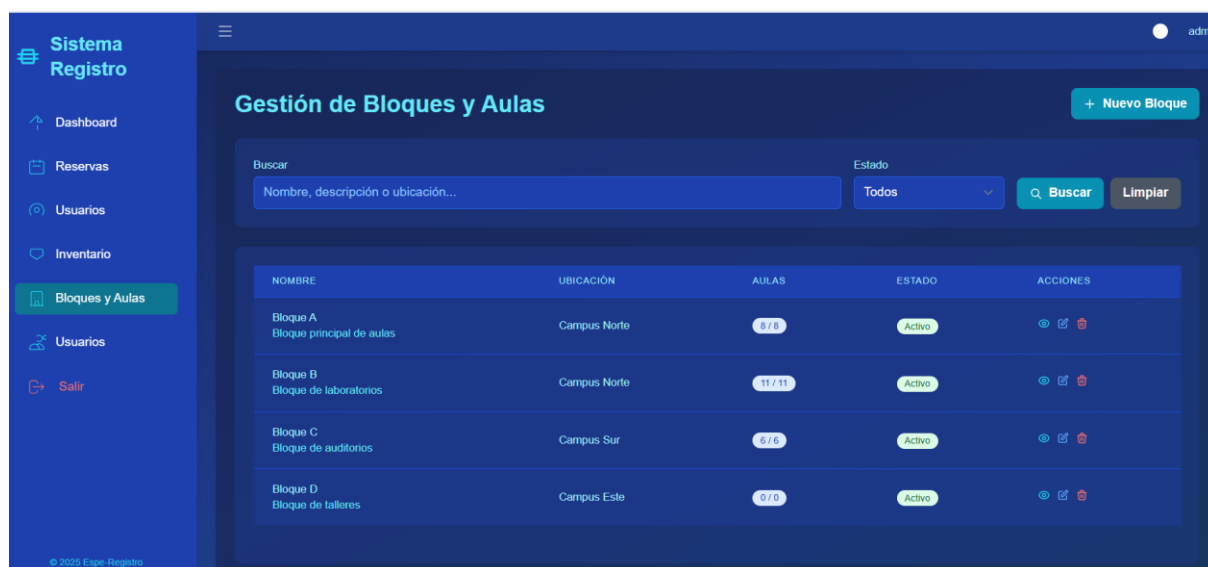 Sistema
Registro
adm
Dashboard
Reservas
Usuarios
Inventario
Bloques y Aulas
Usuarios
Salir
© 2025 Espe-Registro
Gestión de Bloques y Aulas
+ Nuevo Bloque
Buscar
Estado
Nombre, descripción o ubicación...
Todos
Buscar
Limpiar
NOMBRE UBICACIÓN AULAS ESTADO ACCIONES
Bloque A
Bloque principal de aulas
Campus Norte
8 / 8
Activo
Bloque B
Bloque de laboratorios
Campus Norte
11 / 11
Activo
Bloque C
Bloque de auditorios
Campus Sur
6 / 6
Activo
Bloque D
Bloque de talleres
Campus Este
0 / 0
Activo